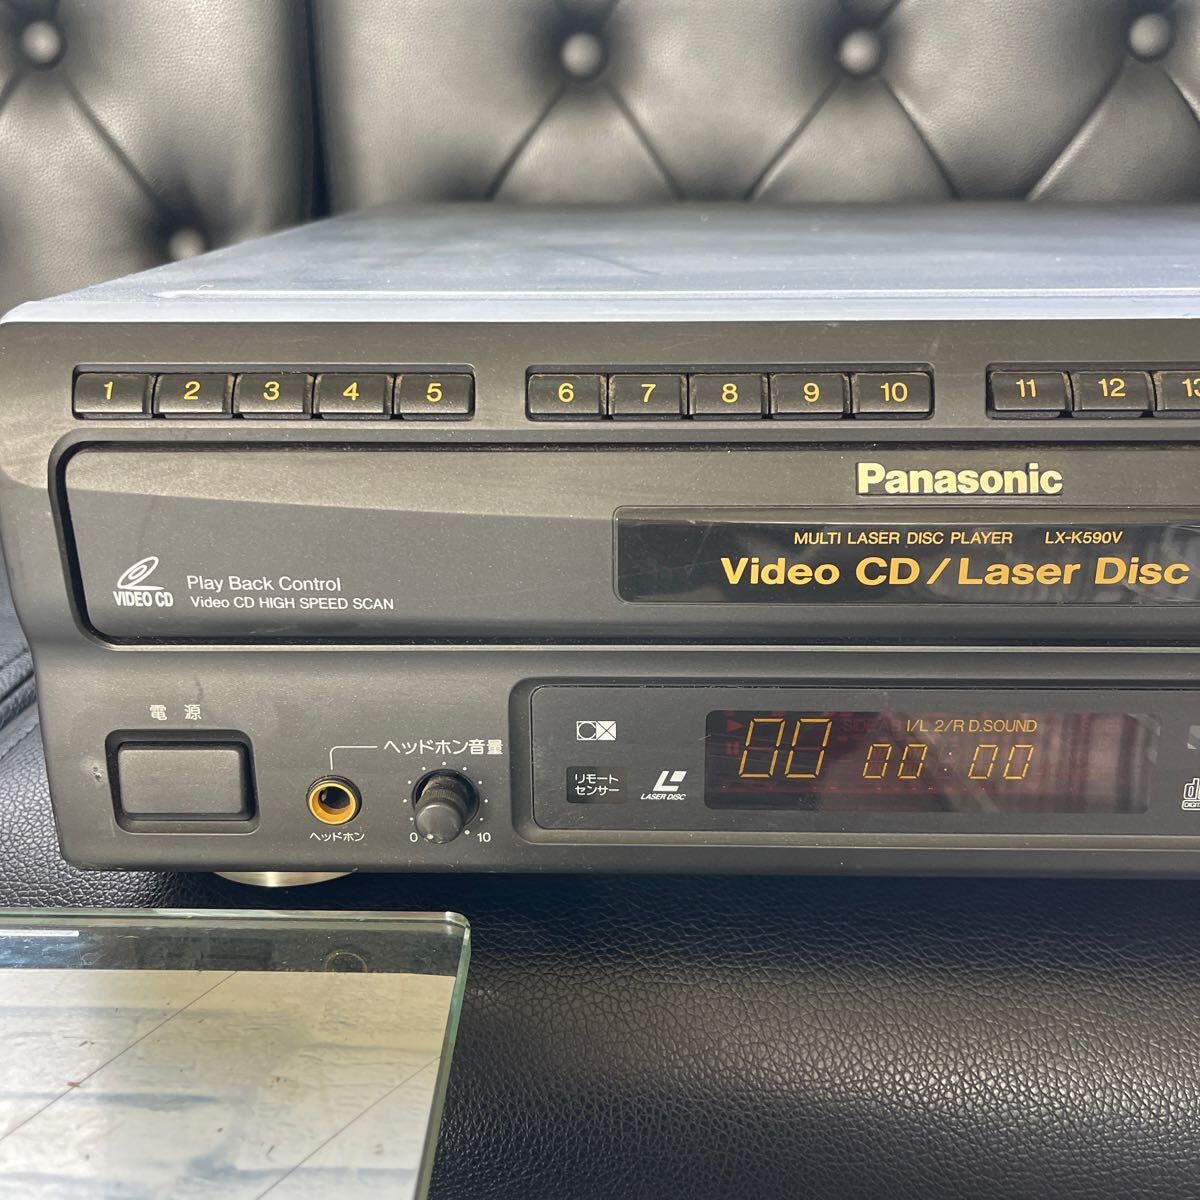 1 2 3 4 5 6 7 8 9 10 11 12 13
Panasonic
MULTI LASER DISC PLAYER LX-K590V
Video CD/Laser Disc
VIDEO CD
Play Back Control
Video CD HIGH SPEED SCAN
電源
ヘッドホン音量
ヘッドホン
0 10
リモート
センサー
LASER DISC
SIDE I/L 2/R D.SOUND
00 00:00